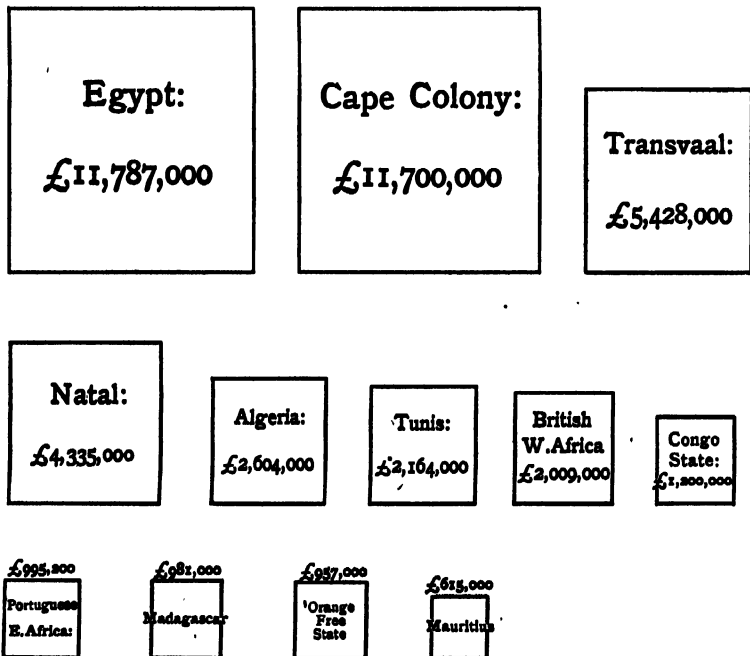 Egypt:
£11,787,000
Cape Colony:
£11,700,000
Transvaal:
£5,428,000
Natal:
£4,335,000
Algeria:
£2,604,000
Tunis:
£2,164,000
British
W.Africa
£2,009,000
Congo
State:
£1,200,000
£995,200
Portuguese
E.Africa:
£981,000
Madagascar
£957,000
Orange
Free
State
£615,000
Mauritius